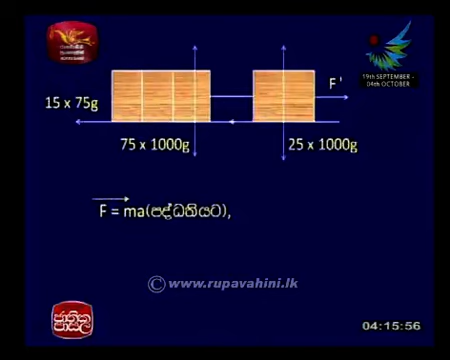 19th SEPTEMBER -
04th OCTOBER
F'
15 x 75g
75 x 1000g
25 x 1000g
F = ma(පද්ධතියට),
© www.rupavahini.lk
ජාතික
04:15:56